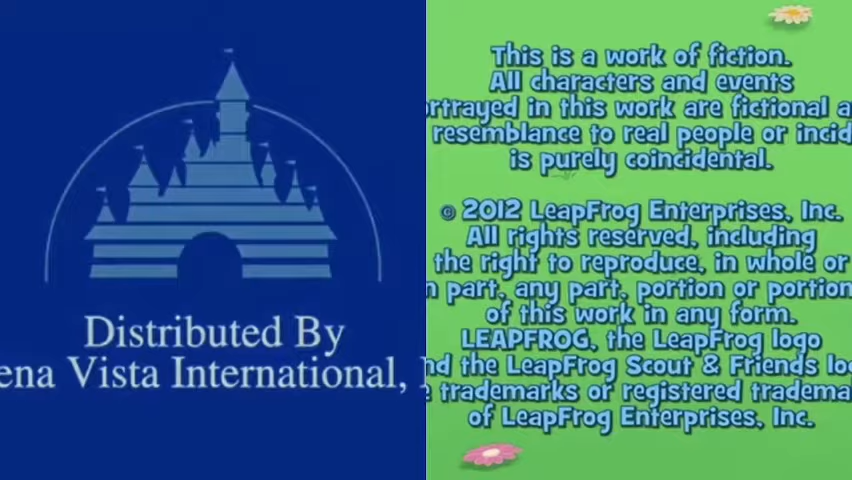 Distributed By
ena Vista International, I
This is a work of fiction.
All characters and events
ortrayed in this work are fictional a
resemblance to real people or incid
is purely coincidental.
© 2012 LeapFrog Enterprises, Inc.
All rights reserved, including
the right to reproduce, in whole or
n part, any part, portion or portion
of this work in any form.
LEAPFROG, the LeapFrog logo
nd the LeapFrog Scout & Friends lo
e trademarks or registered tradema
of LeapFrog Enterprises, Inc.